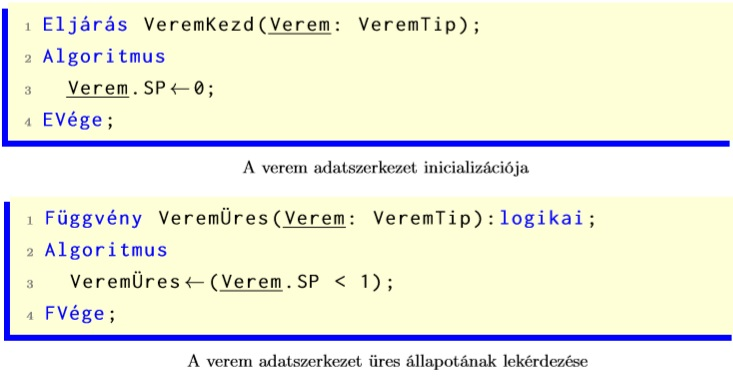 1 Eljárás VeremKezd(Verem: VeremTip);
2 Algoritmus
3 Verem.SP←0;
4 EVége;
A verem adatszerkezet inicializációja
1 Függvény VeremÜres(Verem: VeremTip):logikai;
2 Algoritmus
3 VeremÜres←(Verem.SP < 1);
4 FVége;
A verem adatszerkezet üres állapotának lekérdezése